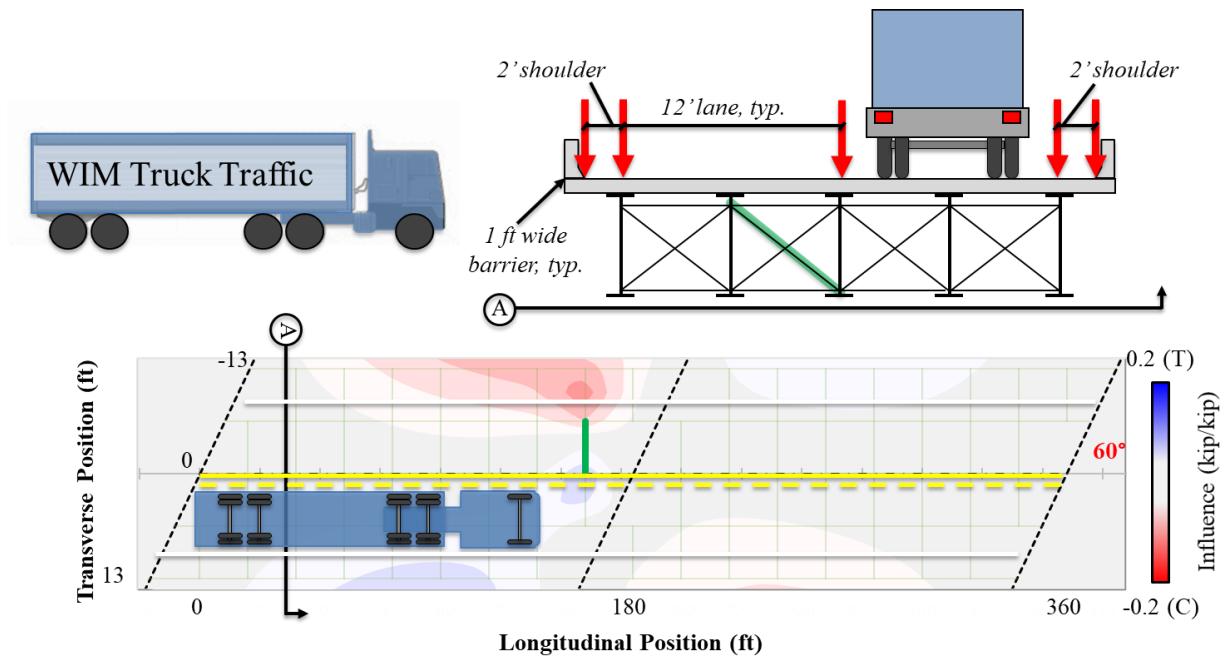 2’ shoulder
2’ shoulder
12’ lane, typ.
WIM Truck Traffic
1 ft wide
barrier, typ.
A
A
-13
0.2 (T)
Transverse Position (ft)
0
60°
Influence (kip/kip)
13
0
180
360
-0.2 (C)
Longitudinal Position (ft)